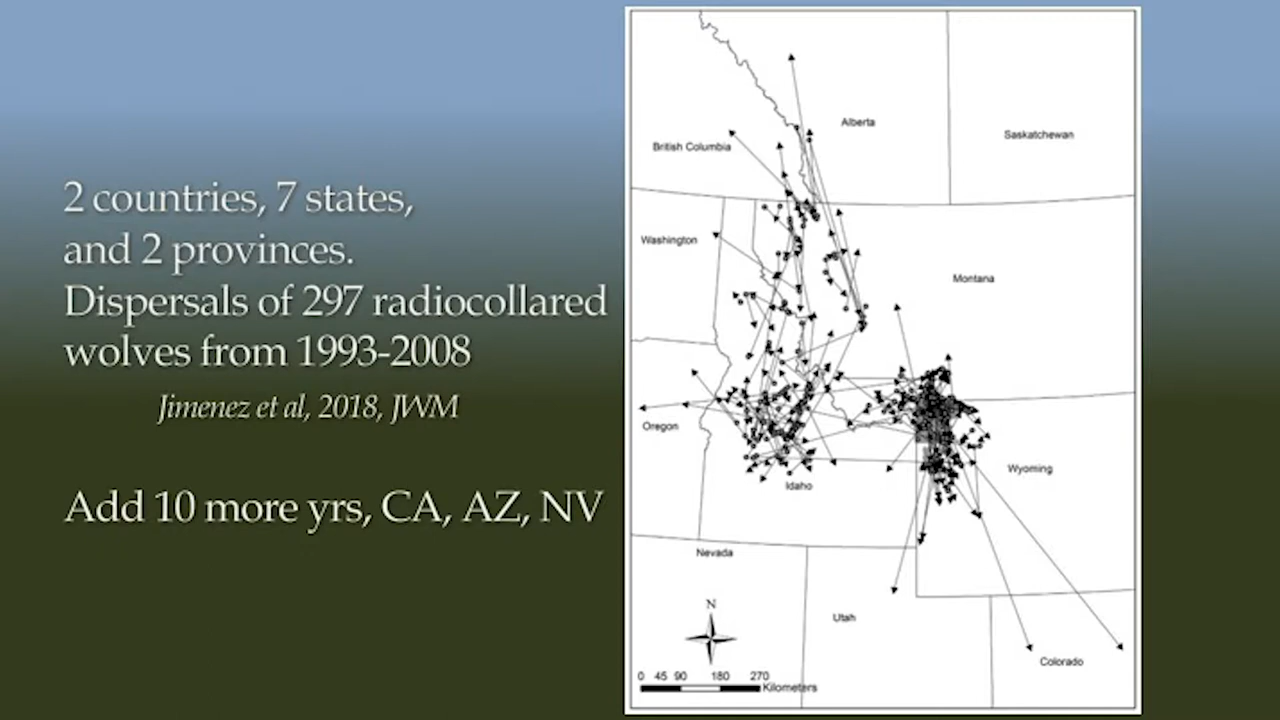 2 countries, 7 states,
and 2 provinces.
Dispersals of 297 radiocollared
wolves from 1993-2008
Jimenez et al, 2018, JWM
Add 10 more yrs, CA, AZ, NV
Alberta
Saskatchewan
British Columbia
Washington
Montana
Oregon
Wyoming
Idaho
Nevada
N
Utah
Colorado
0 45 90 180 270
Kilometers